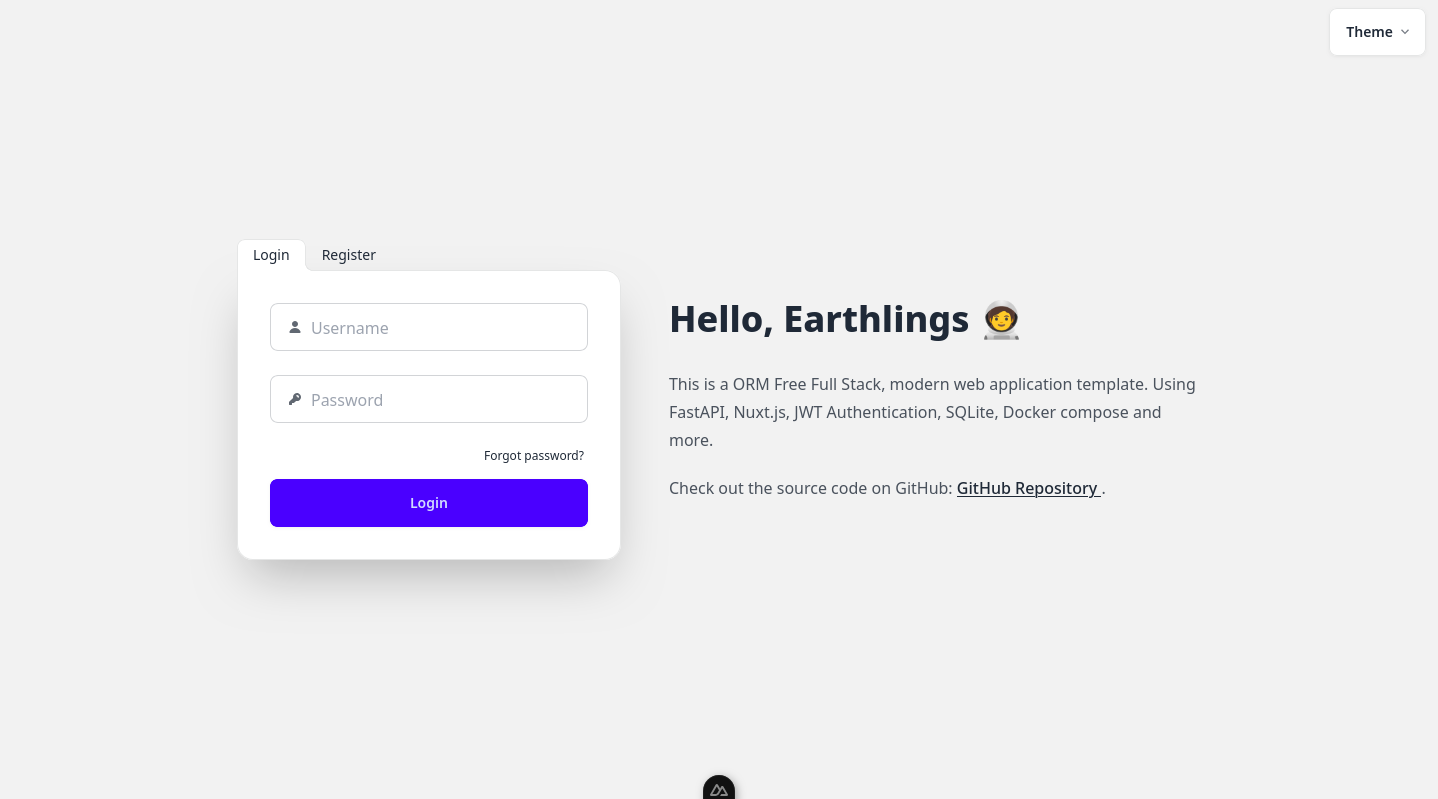 Theme
Login
Register
Username
Password
Forgot password?
Login
Hello, Earthlings 🧑‍🚀
This is a ORM Free Full Stack, modern web application template. Using
FastAPI, Nuxt.js, JWT Authentication, SQLite, Docker compose and
more.
Check out the source code on GitHub: GitHub Repository .